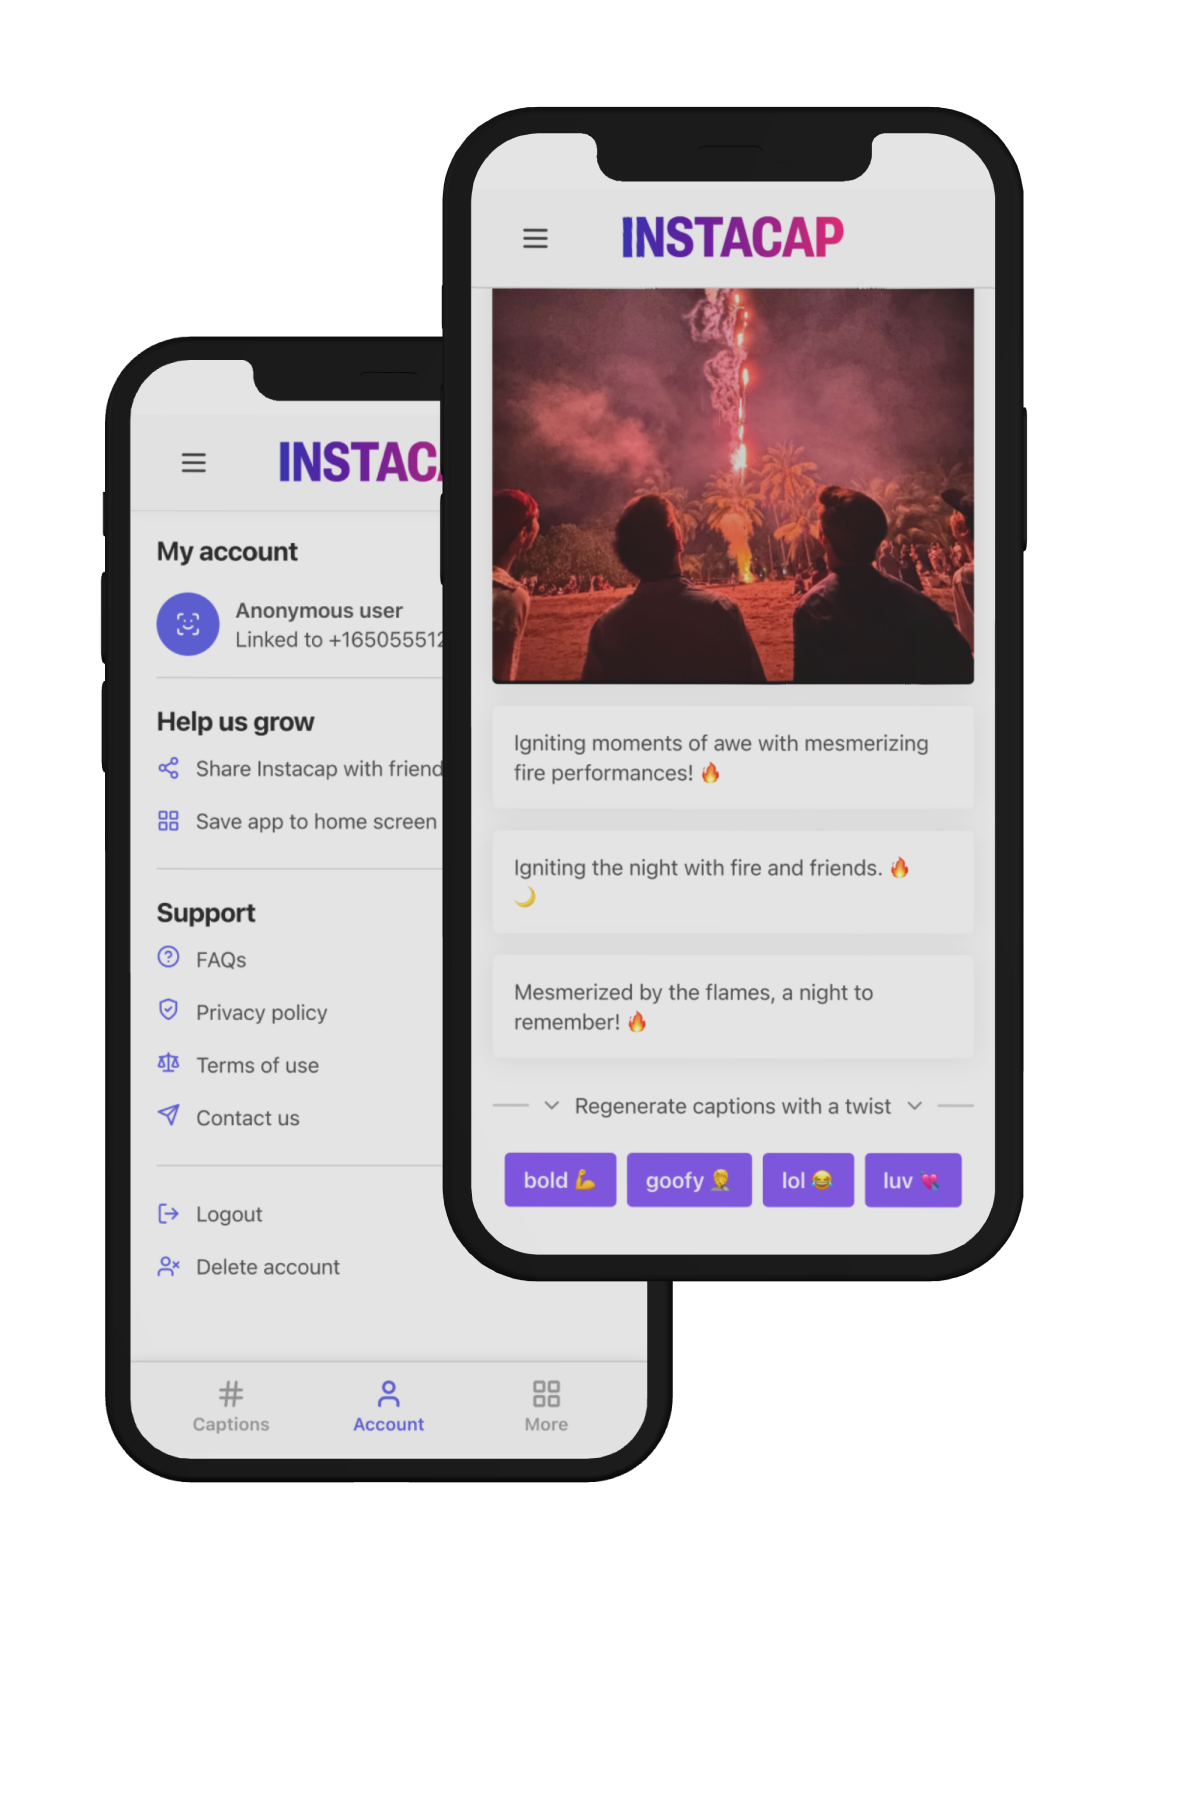 INSTACAP
Igniting moments of awe with mesmerizing
fire performances! 🔥
Igniting the night with fire and friends. 🔥
🌙
Mesmerized by the flames, a night to
remember! 🔥
Regenerate captions with a twist
bold 💪 goofy 🤦 lol 😂 luv 💘
INSTAC
My account
Anonymous user
Linked to +165055512
Help us grow
Share Instacap with friend
Save app to home screen
Support
FAQs
Privacy policy
Terms of use
Contact us
Logout
Delete account
Captions Account More